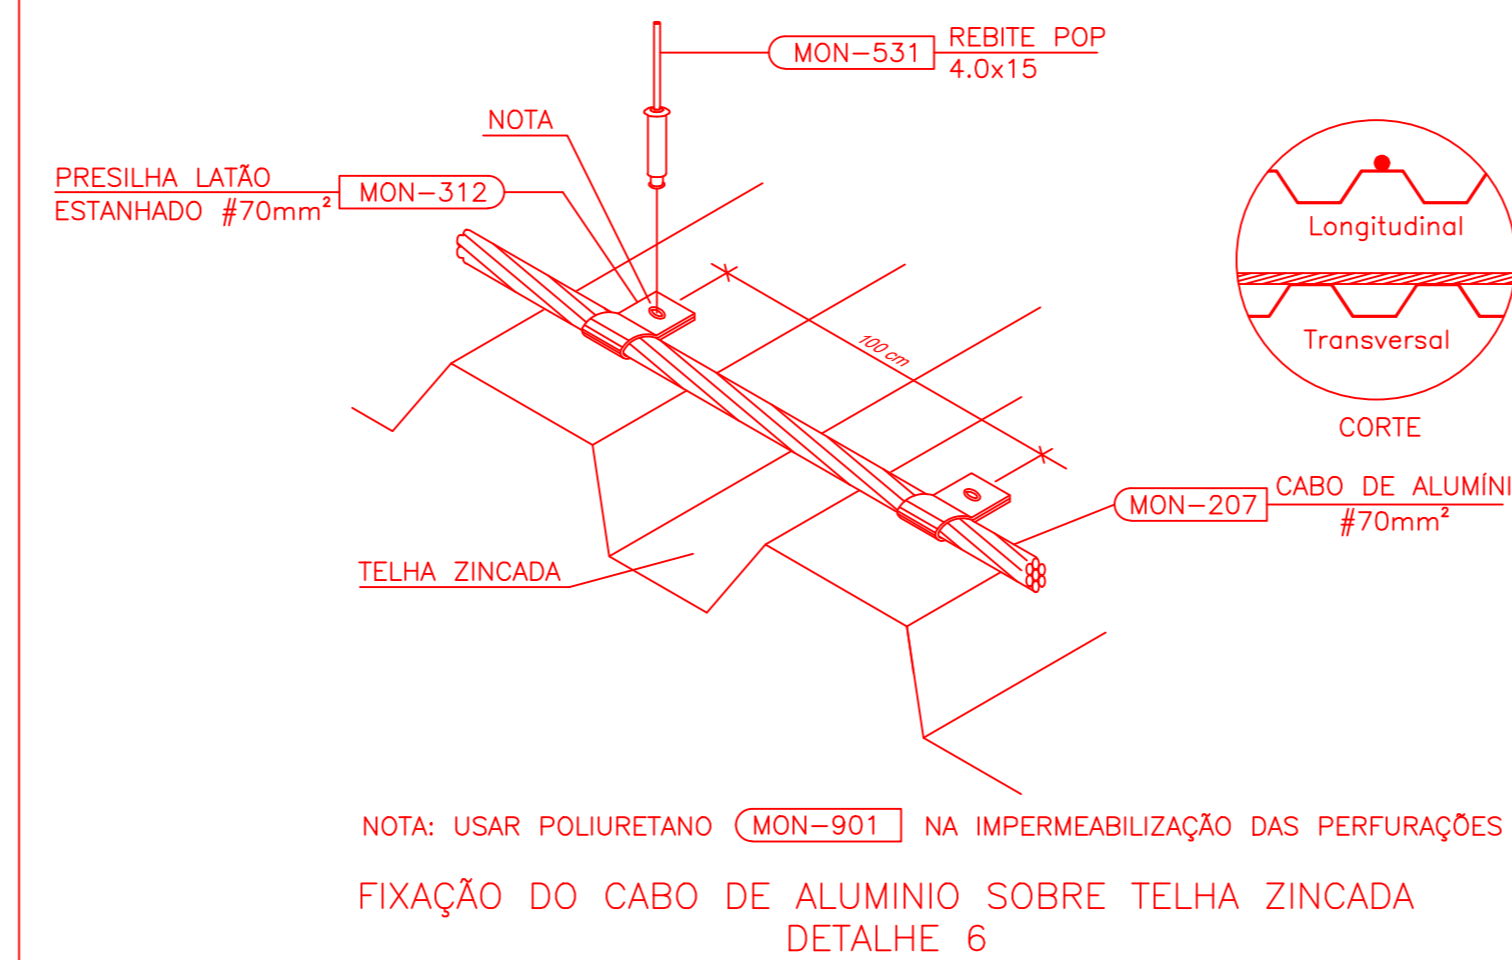 MON-531 REBITE POP
4.0x15
NOTA
PRESILHA LATÃO
ESTANHADO #70mm²
MON-312
100 cm
Longitudinal
Transversal
CORTE
MON-207
CABO DE ALUMÍNI
#70mm²
TELHA ZINCADA
NOTA: USAR POLIURETANO MON-901 NA IMPERMEABILIZAÇÃO DAS PERFURAÇÕES
FIXAÇÃO DO CABO DE ALUMINIO SOBRE TELHA ZINCADA
DETALHE 6